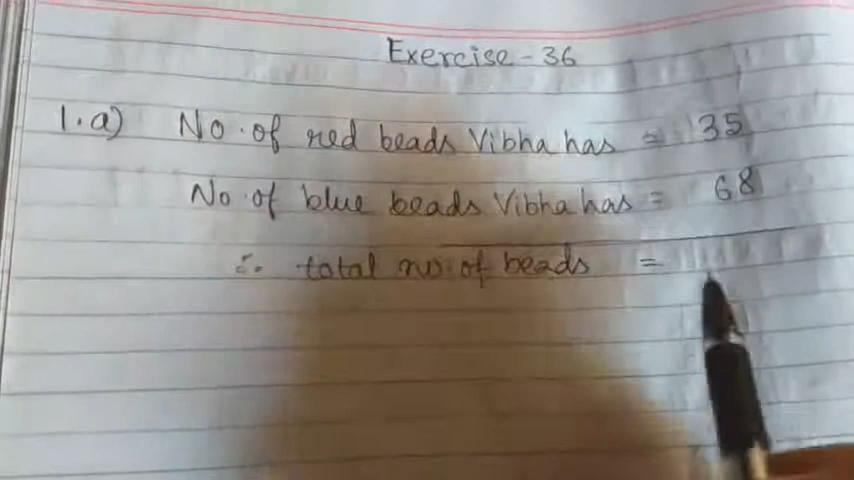 Exercise - 36
1.a) No. of red beads Vibha has = 35
No. of blue beads Vibha has = 68
∴ total no. of beads =